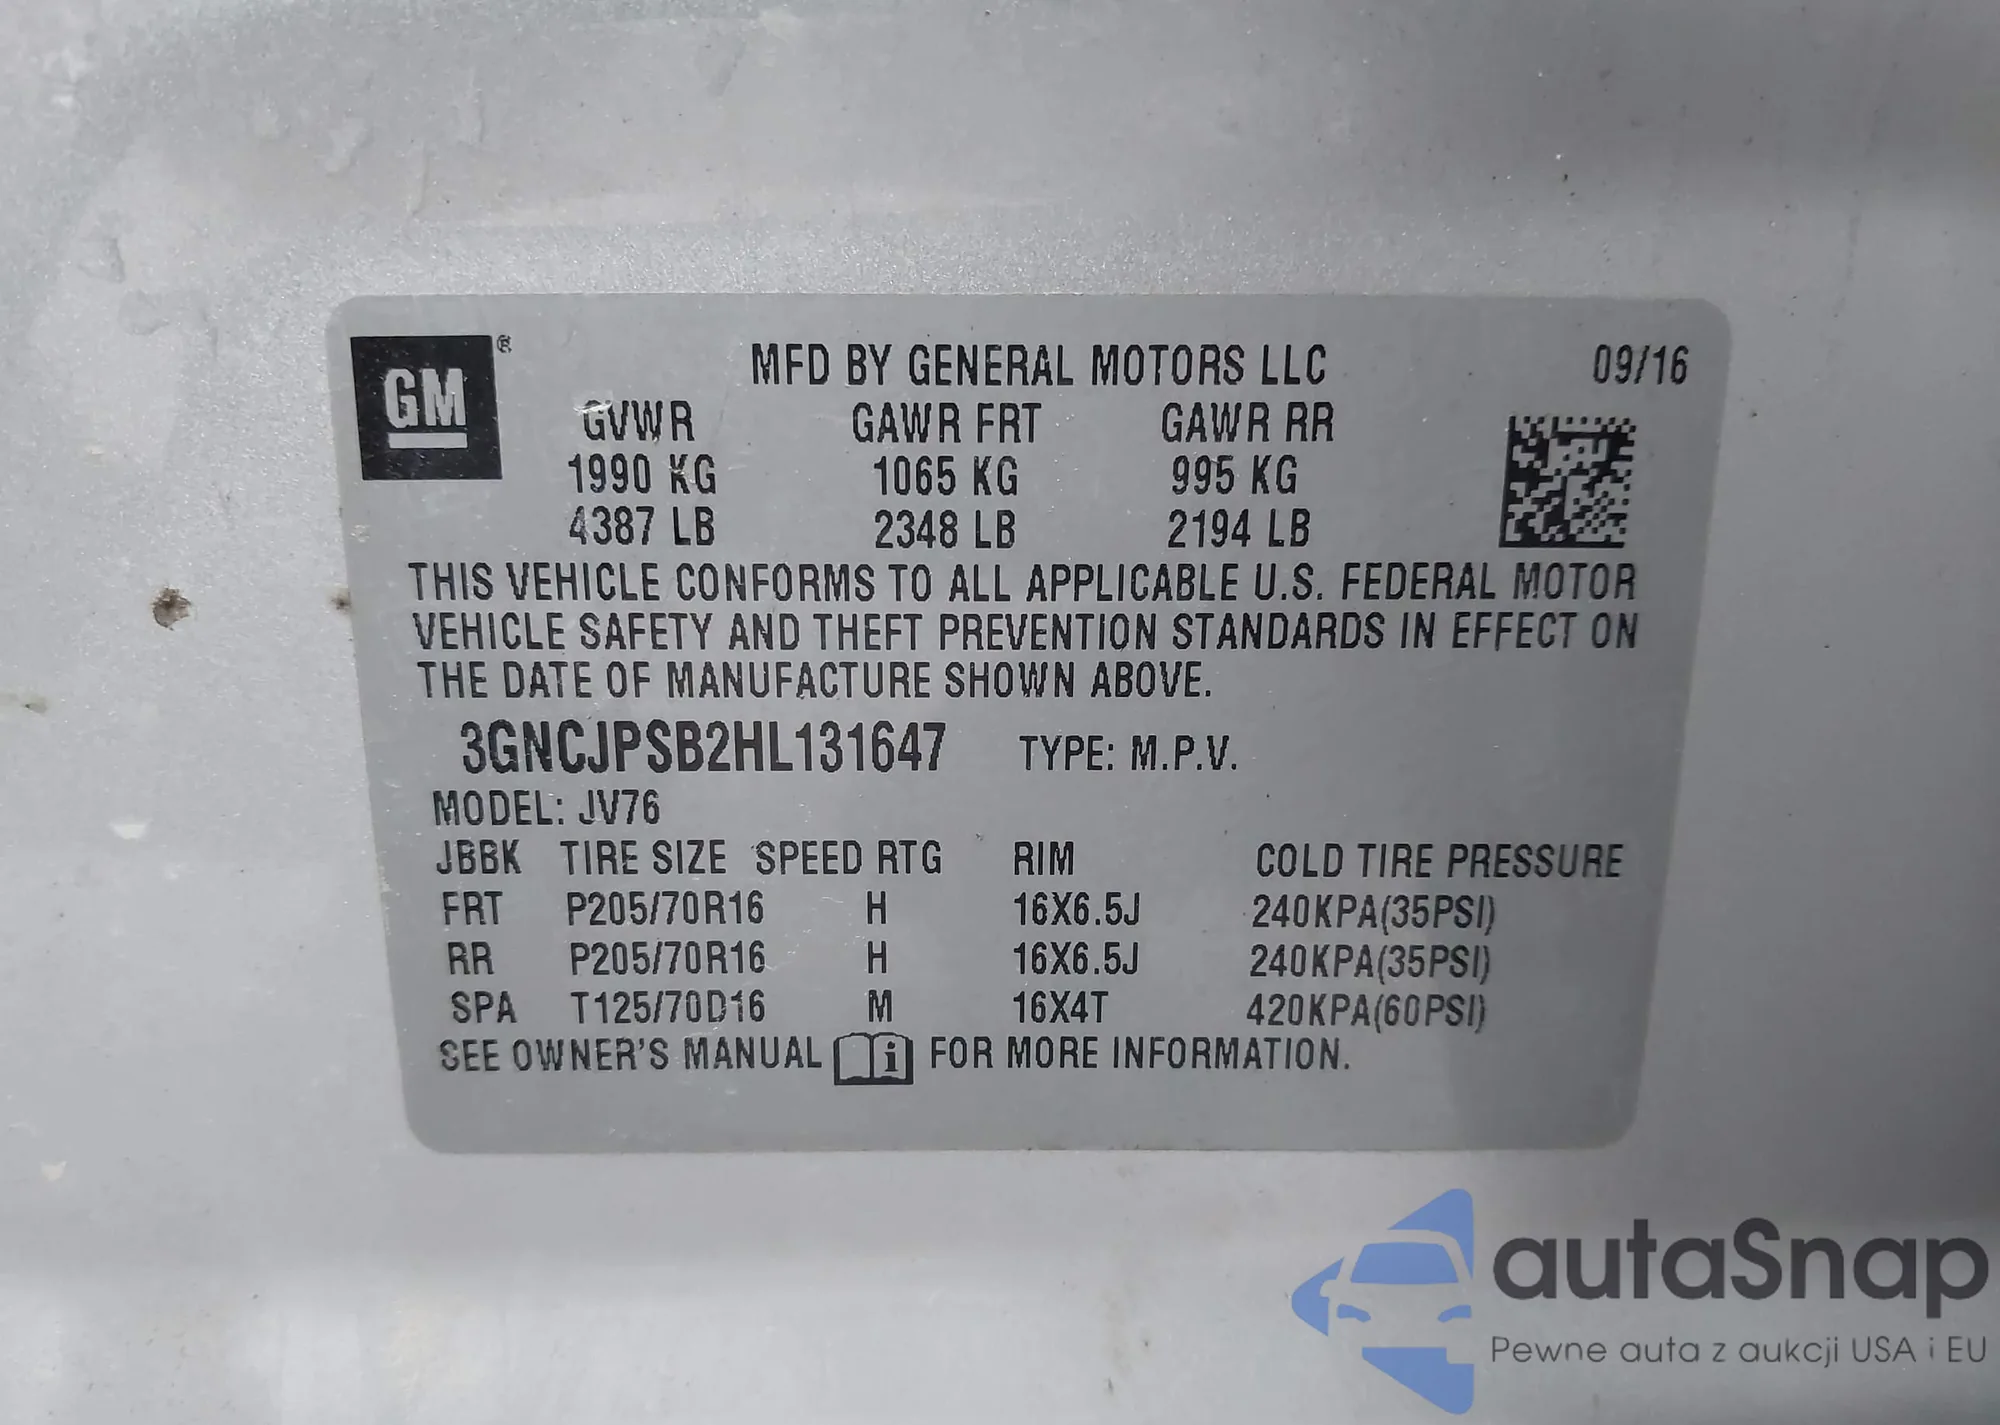 GM®
MFD BY GENERAL MOTORS LLC 09/16
GVWR GAWR FRT GAWR RR
1990 KG 1065 KG 995 KG
4387 LB 2348 LB 2194 LB
THIS VEHICLE CONFORMS TO ALL APPLICABLE U.S. FEDERAL MOTOR
VEHICLE SAFETY AND THEFT PREVENTION STANDARDS IN EFFECT ON
THE DATE OF MANUFACTURE SHOWN ABOVE.
3GNCJPSB2HL131647 TYPE: M.P.V.
MODEL: JV76
JBBK TIRE SIZE SPEED RTG RIM COLD TIRE PRESSURE
FRT P205/70R16 H 16X6.5J 240KPA(35PSI)
RR P205/70R16 H 16X6.5J 240KPA(35PSI)
SPA T125/70D16 M 16X4T 420KPA(60PSI)
SEE OWNER'S MANUAL i FOR MORE INFORMATION.
autaSnap
Pewne auta z aukcji USA i EU